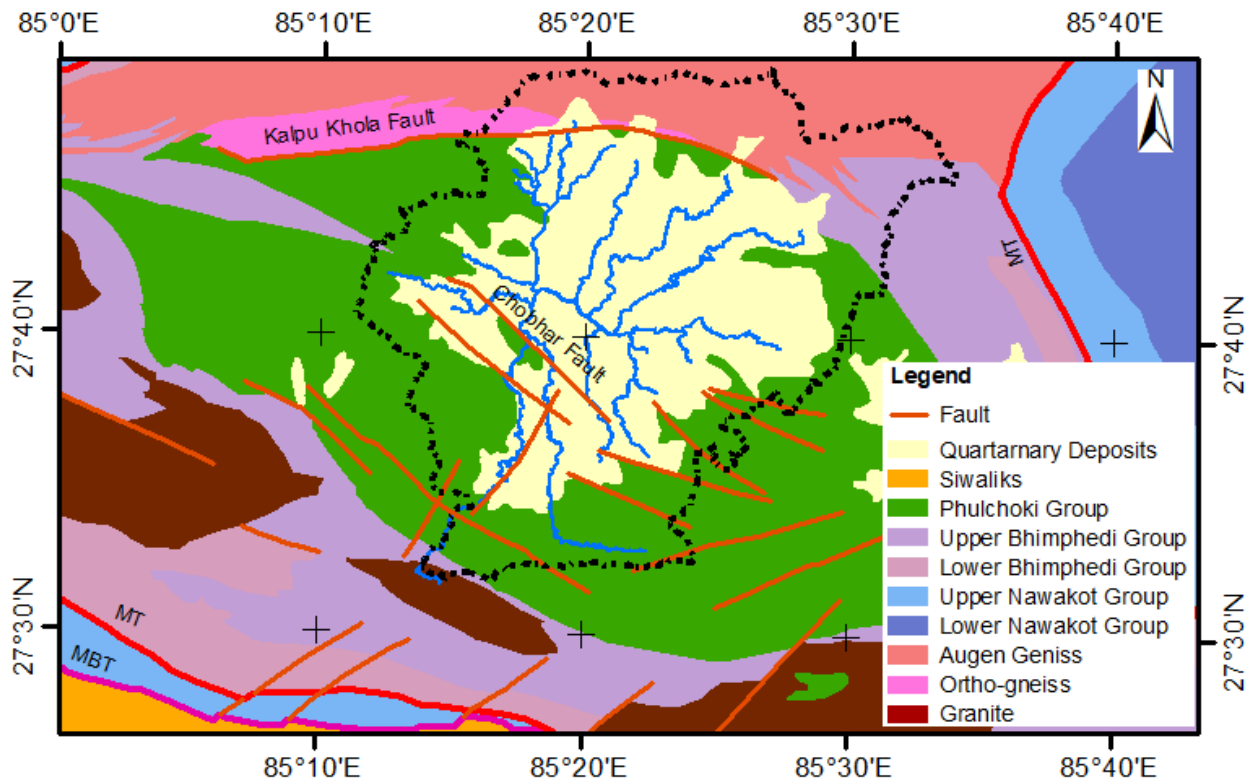 85°0'E 85°10'E 85°20'E 85°30'E 85°40'E
N
Kalpu Khola Fault
MT
27°40'N
Chobhar Fault
27°40'N
Legend
Fault
Quartarnary Deposits
Siwaliks
Phulchoki Group
Upper Bhimphedi Group
Lower Bhimphedi Group
Upper Nawakot Group
Lower Nawakot Group
Augen Geniss
Ortho-gneiss
Granite
27°30'N
MT
MBT
27°30'N
85°10'E 85°20'E 85°30'E 85°40'E